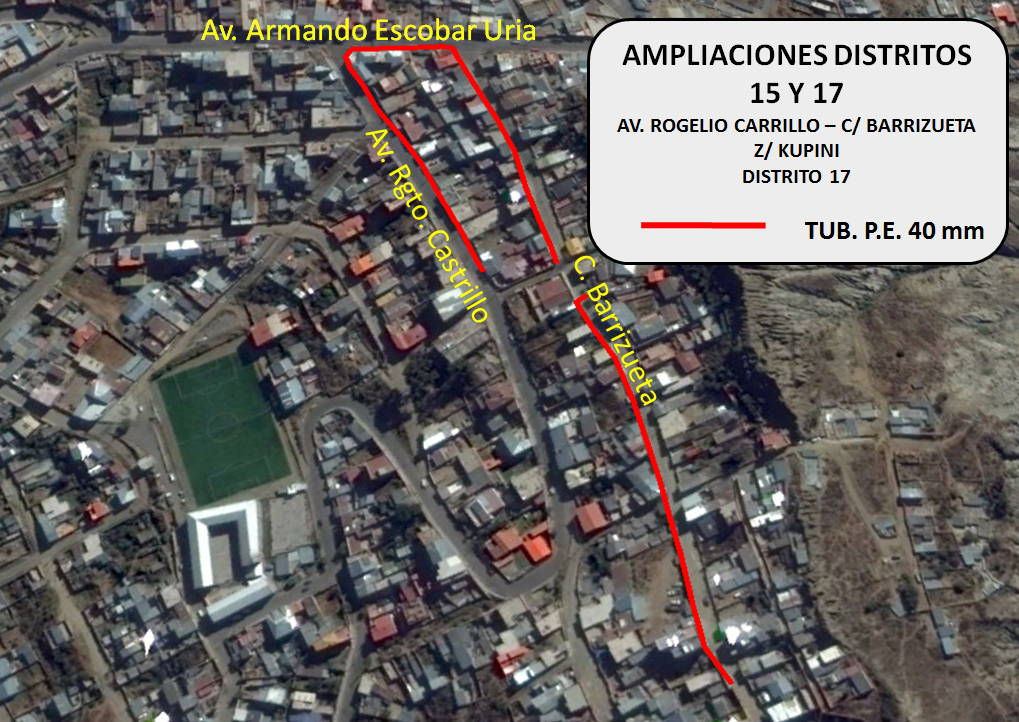 Av. Armando Escobar Uria
AMPLIACIONES DISTRITOS
15 Y 17
AV. ROGELIO CARRILLO – C/ BARRIZUETA
Z/ KUPINI
DISTRITO 17
TUB. P.E. 40 mm
Av. Rgto. Castrillo
C. Barrizueta